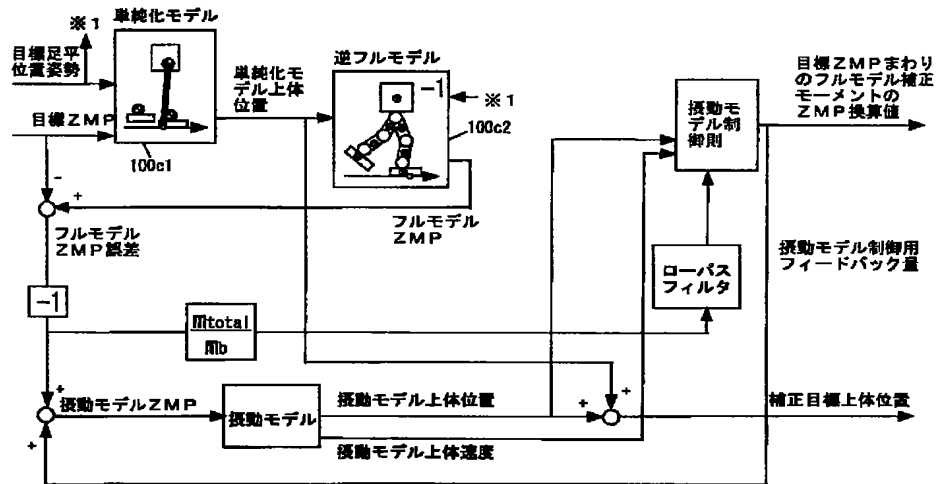 ※1
単純化モデル
目標足平
位置姿勢
目標ZMP
100c1
単純化モ
デル上体
位置
逆フルモデル
-1
※1
100c2
摂動モ
デル制
御則
目標ZMPまわり
のフルモデル補正
モーメントの
ZMP換算値
-
+
フルモデル
ZMP誤差
フルモデル
ZMP
ローパス
フィルタ
摂動モデル制御用
フィードバック量
-1
Mtotal
Mb
+
摂動モデルZMP
+
摂動モデル
摂動モデル上体位置
摂動モデル上体速度
+
+
補正目標上体位置